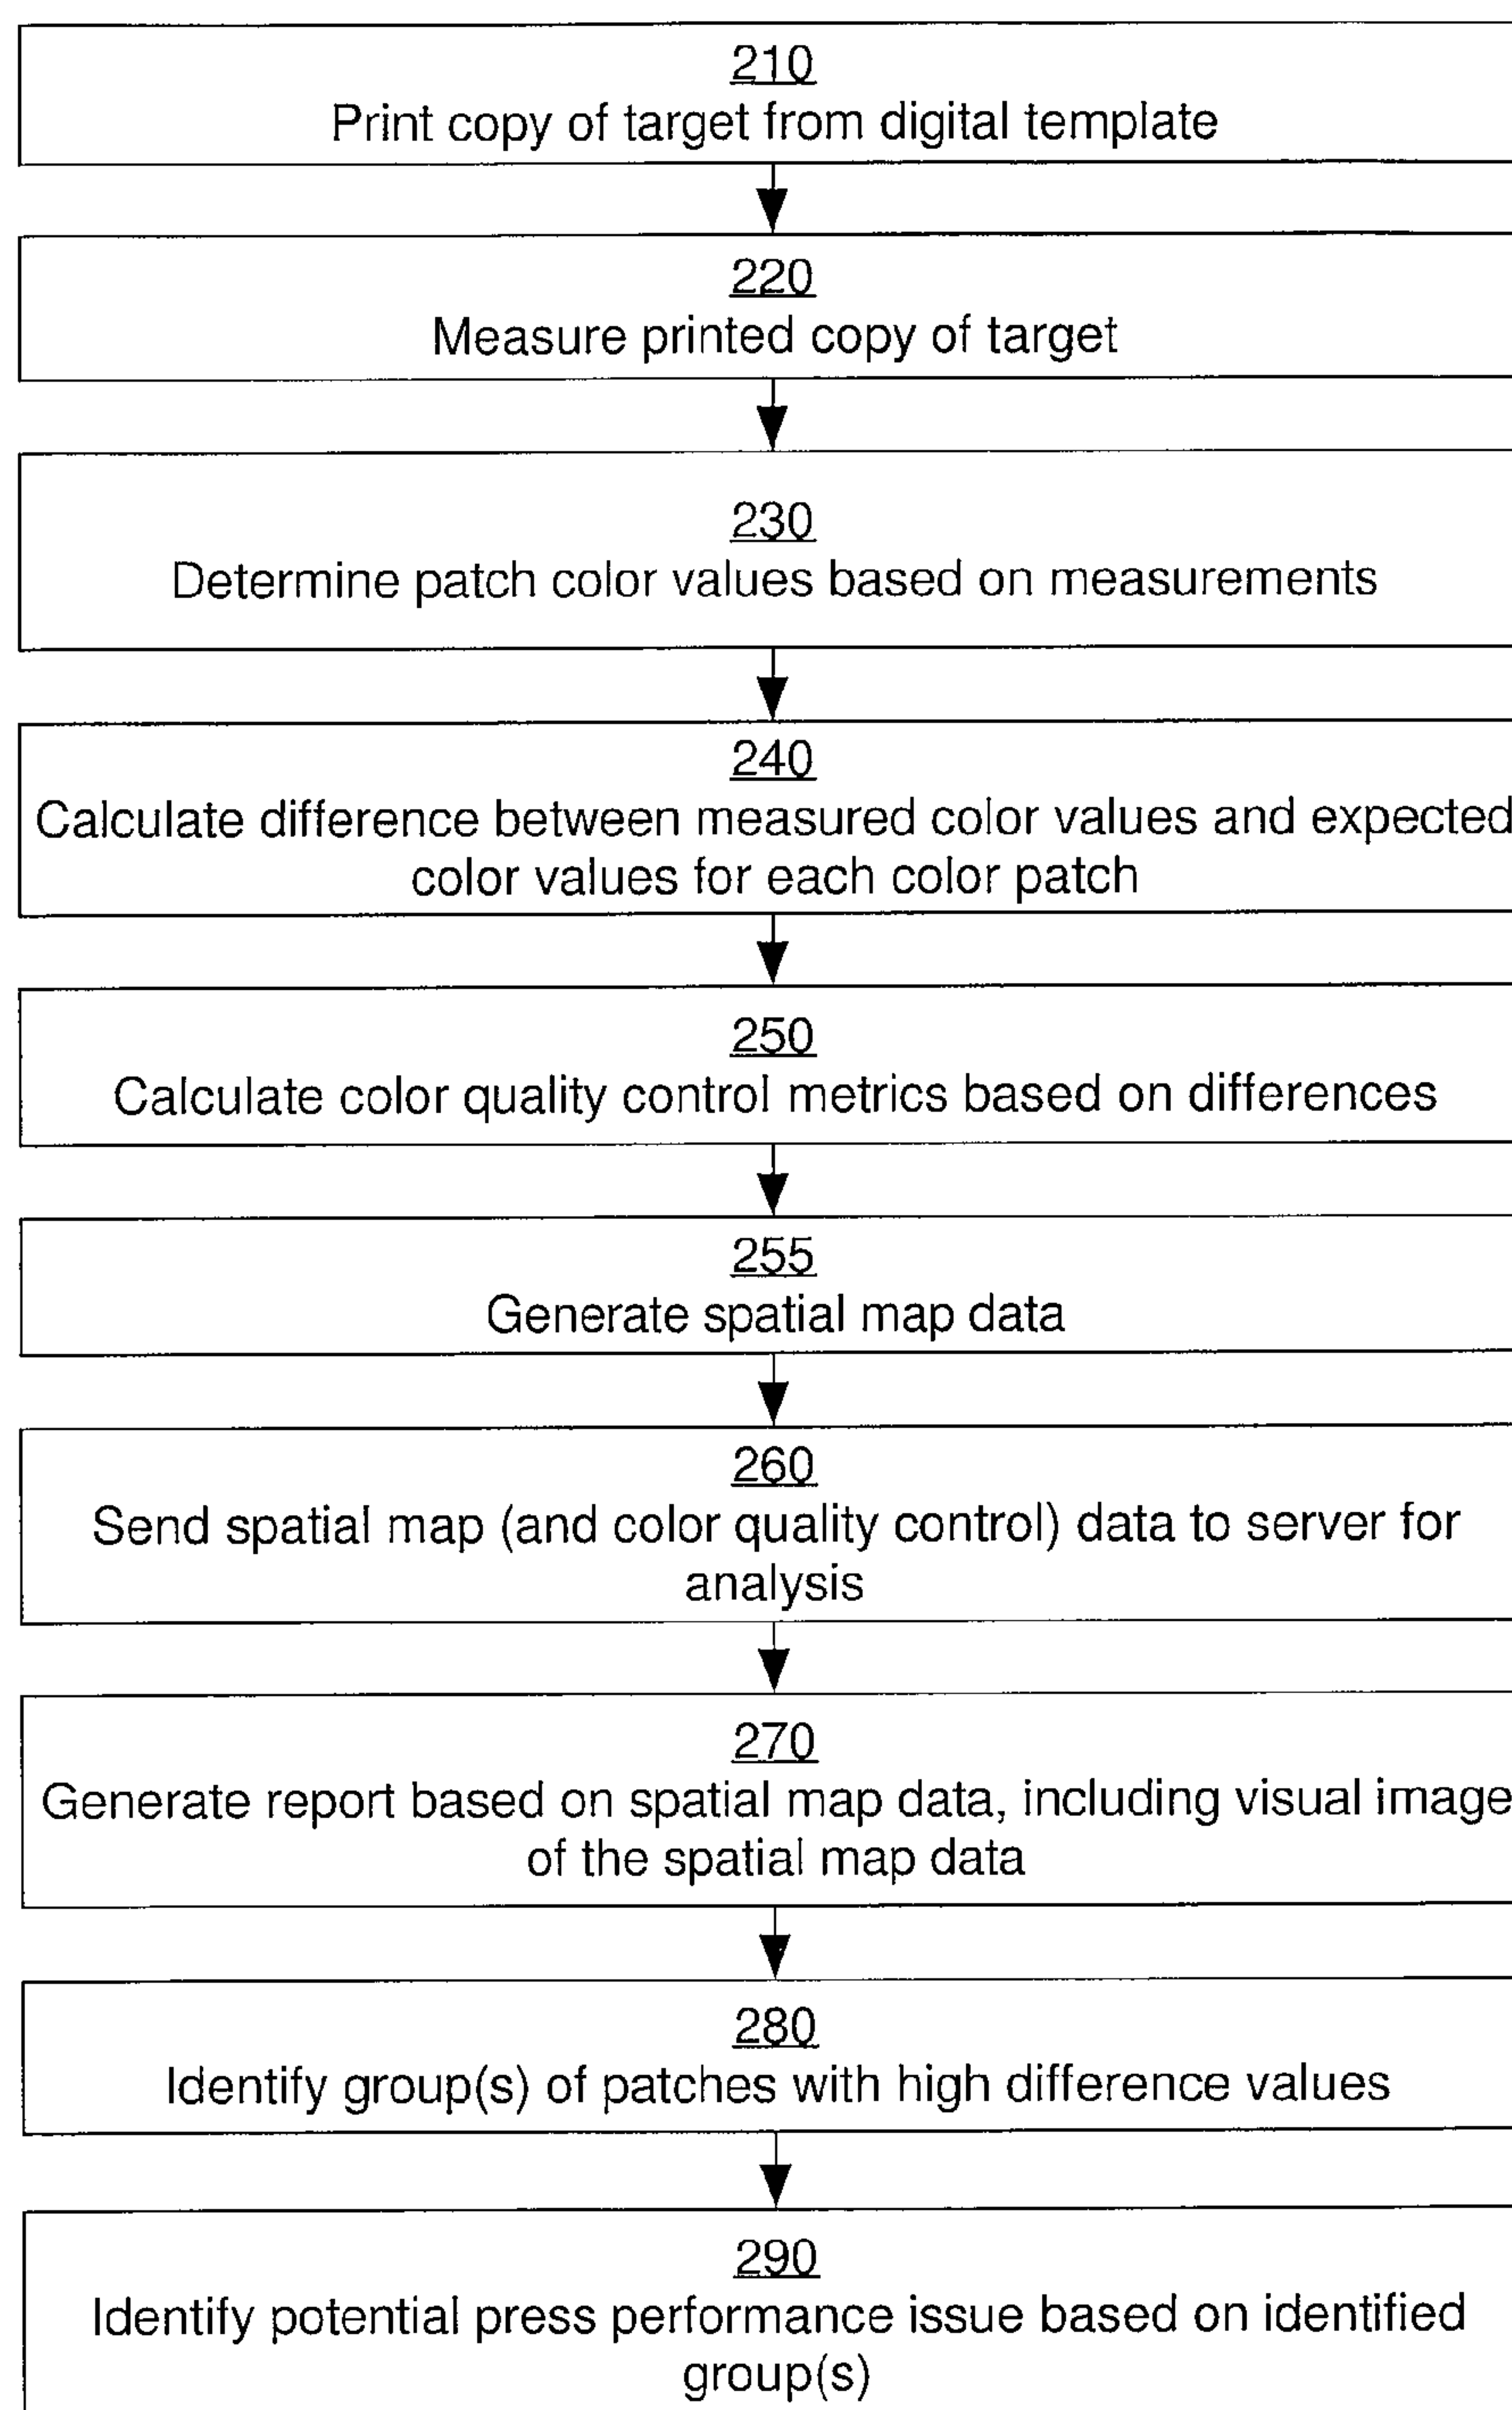 210
Print copy of target from digital template
220
Measure printed copy of target
230
Determine patch color values based on measurements
240
Calculate difference between measured color values and expected
color values for each color patch
250
Calculate color quality control metrics based on differences
255
Generate spatial map data
260
Send spatial map (and color quality control) data to server for
analysis
270
Generate report based on spatial map data, including visual image
of the spatial map data
280
Identify group(s) of patches with high difference values
290
Identify potential press performance issue based on identified
group(s)